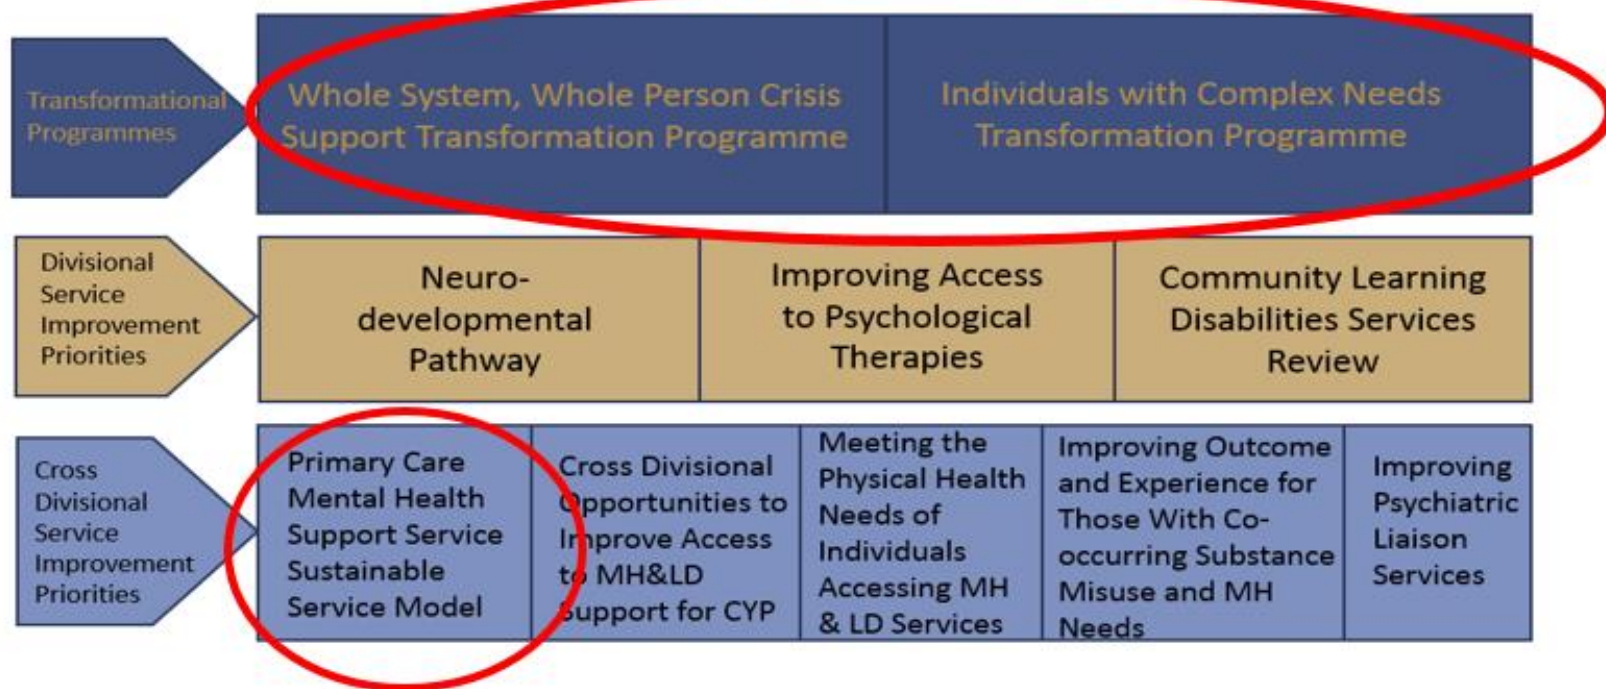 Transformational
Programmes
Whole System, Whole Person Crisis
Support Transformation Programme
Individuals with Complex Needs
Transformation Programme
Divisional
Service
Improvement
Priorities
Neuro-
developmental
Pathway
Improving Access
to Psychological
Therapies
Community Learning
Disabilities Services
Review
Cross
Divisional
Service
Improvement
Priorities
Primary Care
Mental Health
Support Service
Sustainable
Service Model
Cross Divisional
Opportunities to
Improve Access
to MH&LD
Support for CYP
Meeting the
Physical Health
Needs of
Individuals
Accessing MH
& LD Services
Improving Outcome
and Experience for
Those With Co-
occurring Substance
Misuse and MH
Needs
Improving
Psychiatric
Liaison
Services